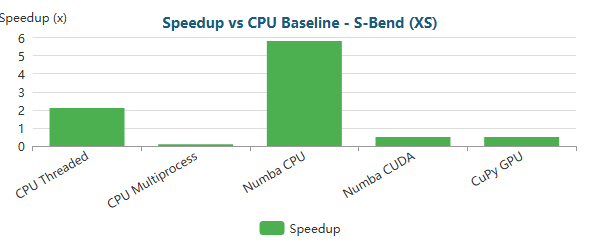 Speedup (x)
Speedup vs CPU Baseline - S-Bend (XS)
6
5
4
3
2
1
0
CPU Threaded
CPU Multiprocess
Numba CPU
Numba CUDA
CuPy GPU
Speedup